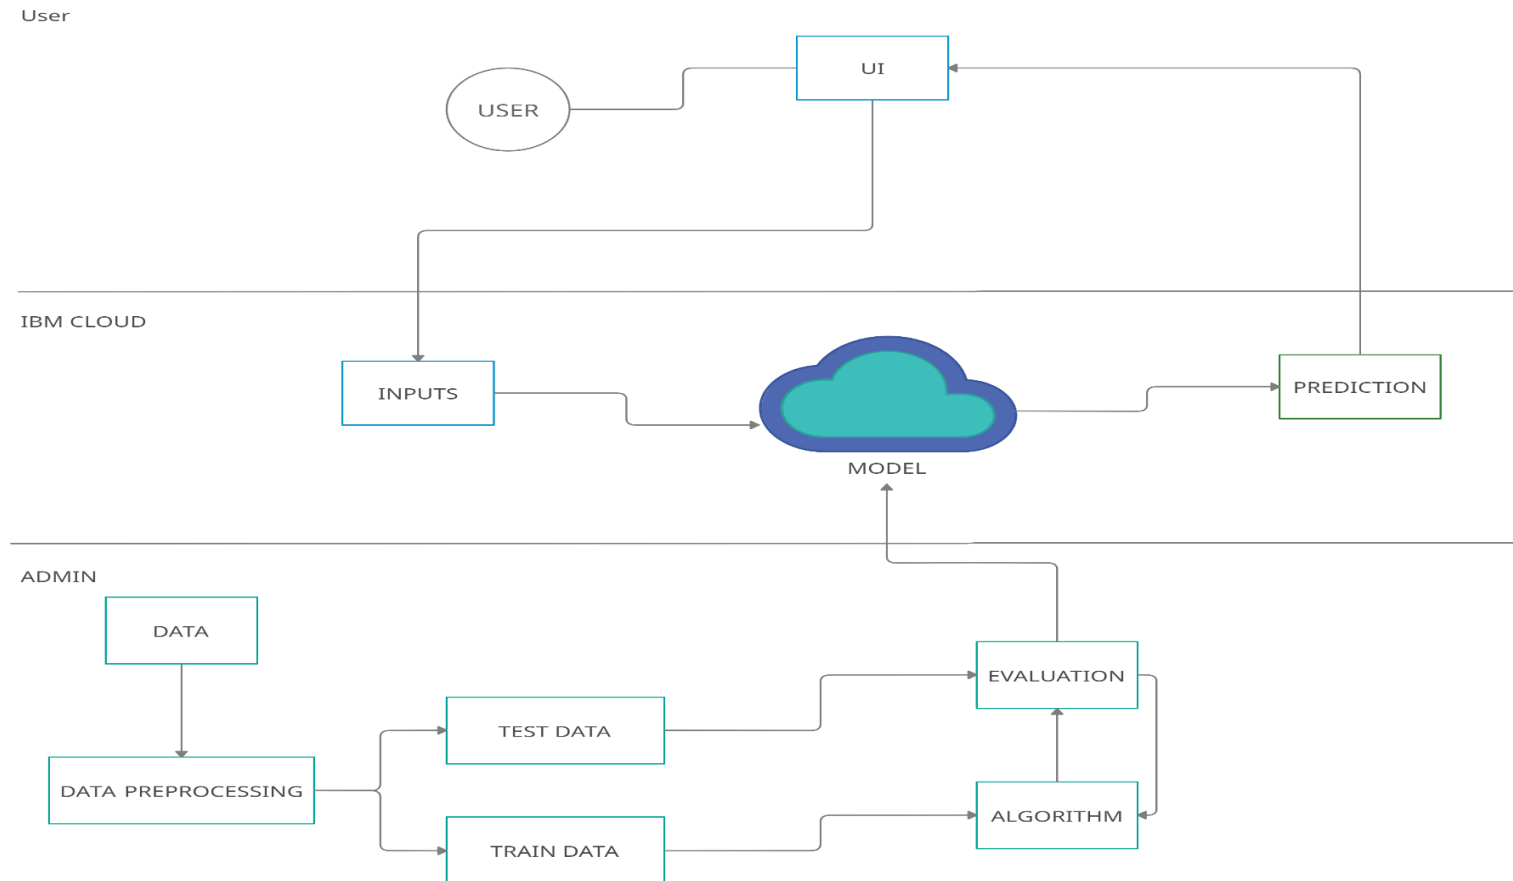 User
UI
USER
IBM CLOUD
INPUTS
PREDICTION
MODEL
ADMIN
DATA
EVALUATION
TEST DATA
DATA PREPROCESSING
ALGORITHM
TRAIN DATA